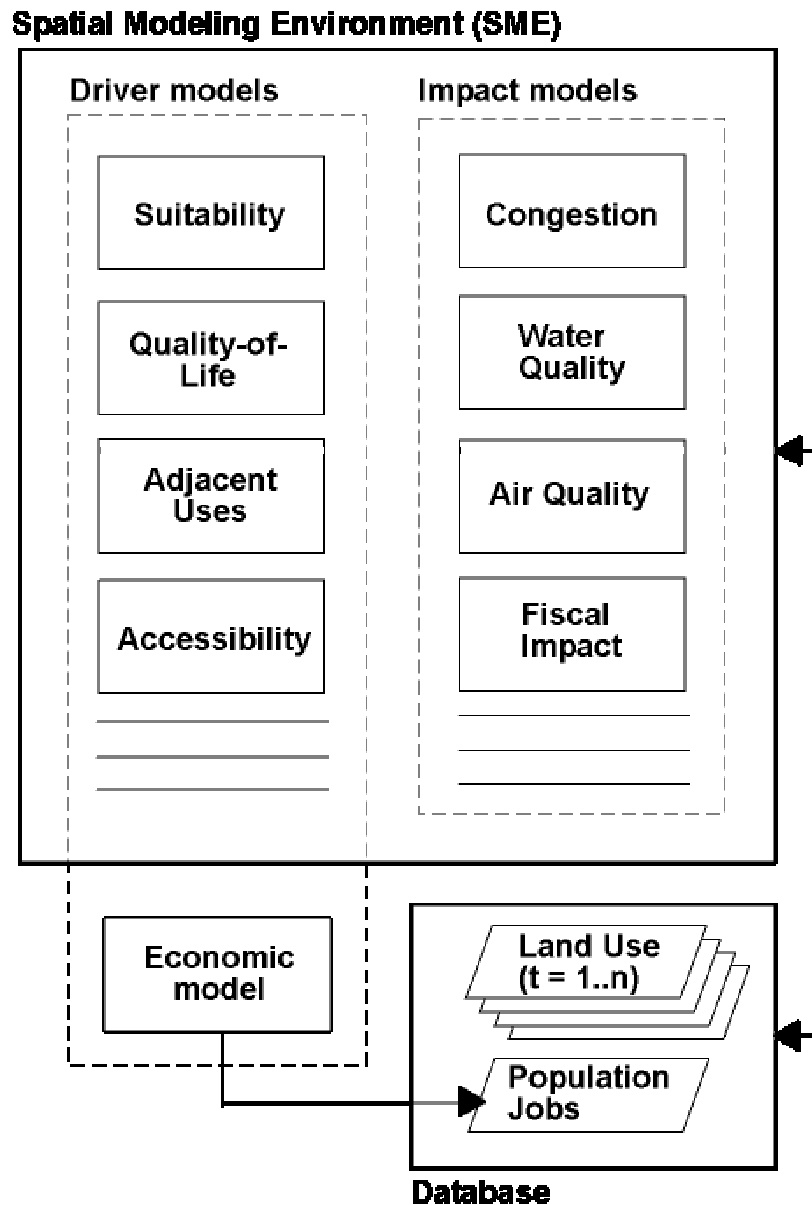 Spatial Modeling Environment (SME)
Driver models
Suitability
Quality-of-
Life
Adjacent
Uses
Accessibility
Impact models
Congestion
Water
Quality
Air Quality
Fiscal
Impact
Economic
model
Land Use
(t = 1..n)
Population
Jobs
Database